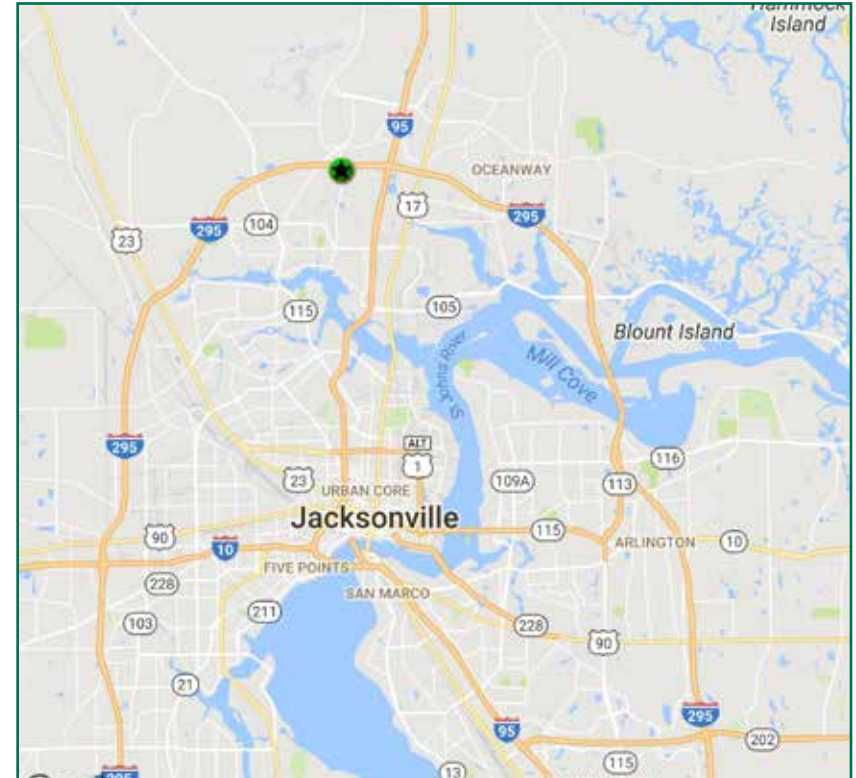 Hammock
Island
95
OCEANWAY
17
295
295
104
23
115
105
Blount Island
St Johns River
Mill Cove
295
ALT
1
116
23
109A
113
URBAN CORE
Jacksonville
90
115
10
ARLINGTON
10
FIVE POINTS
228
SAN MARCO
211
103
228
90
21
295
95
202
115
13
295